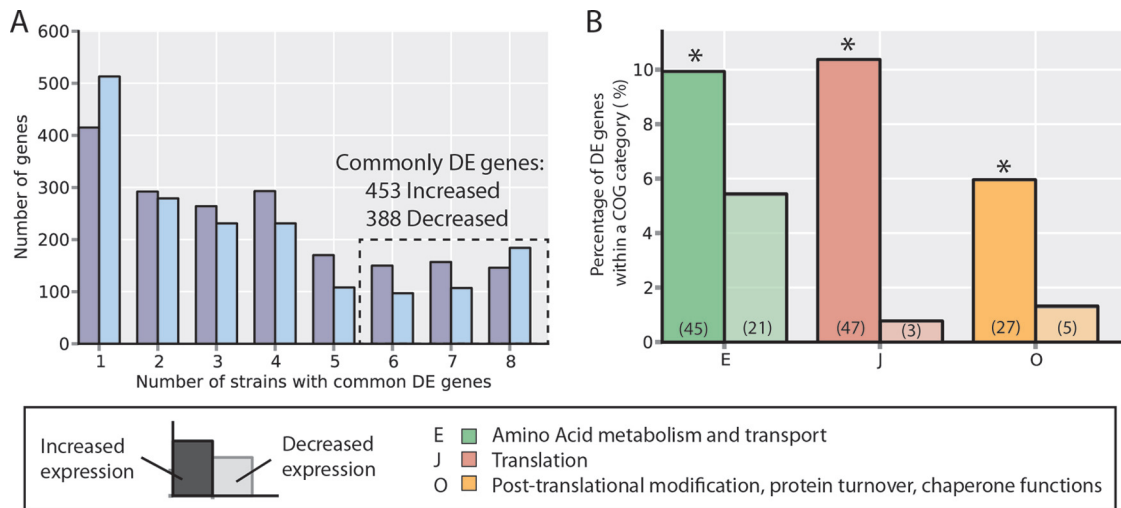 A
600
500
400
300
200
100
0
Number of genes
Commonly DE genes:
453 Increased
388 Decreased
1 2 3 4 5 6 7 8
Number of strains with common DE genes
B
10
8
6
4
2
0
Percentage of DE genes
within a COG category (%)
* * *
(45) (21) (47) (3) (27) (5)
E J O
Increased
expression
Decreased
expression
E Amino Acid metabolism and transport
J Translation
O Post-translational modification, protein turnover, chaperone functions